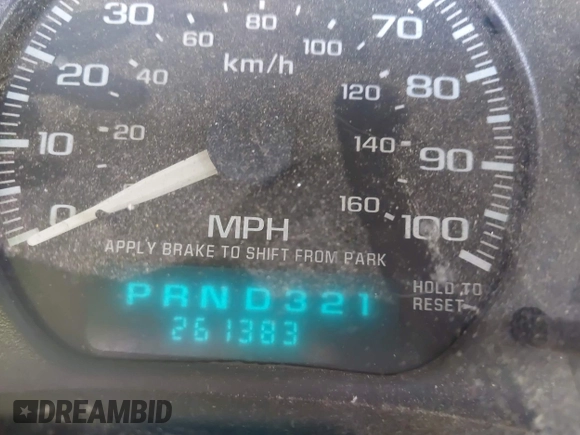 30 80 70
60 100
20 km/h 80
40 120
10 20 140 90
0 160 100
MPH
APPLY BRAKE TO SHIFT FROM PARK
HOLD TO
RESET
PRND321
261383
DREAMBID